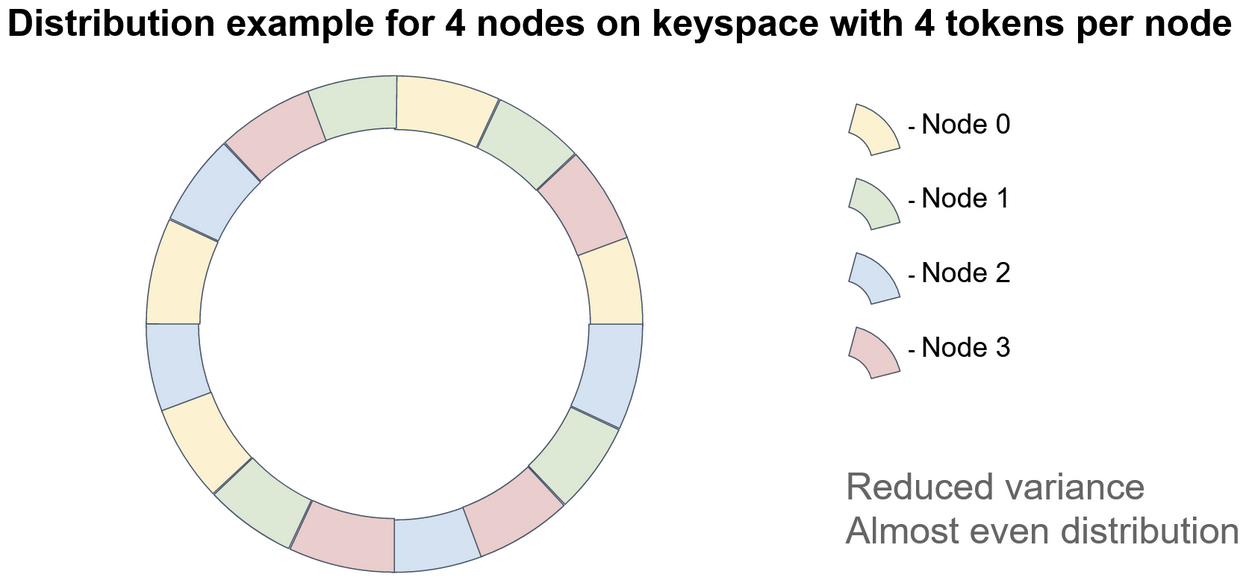 Distribution example for 4 nodes on keyspace with 4 tokens per node
- Node 0
- Node 1
- Node 2
- Node 3
Reduced variance
Almost even distribution